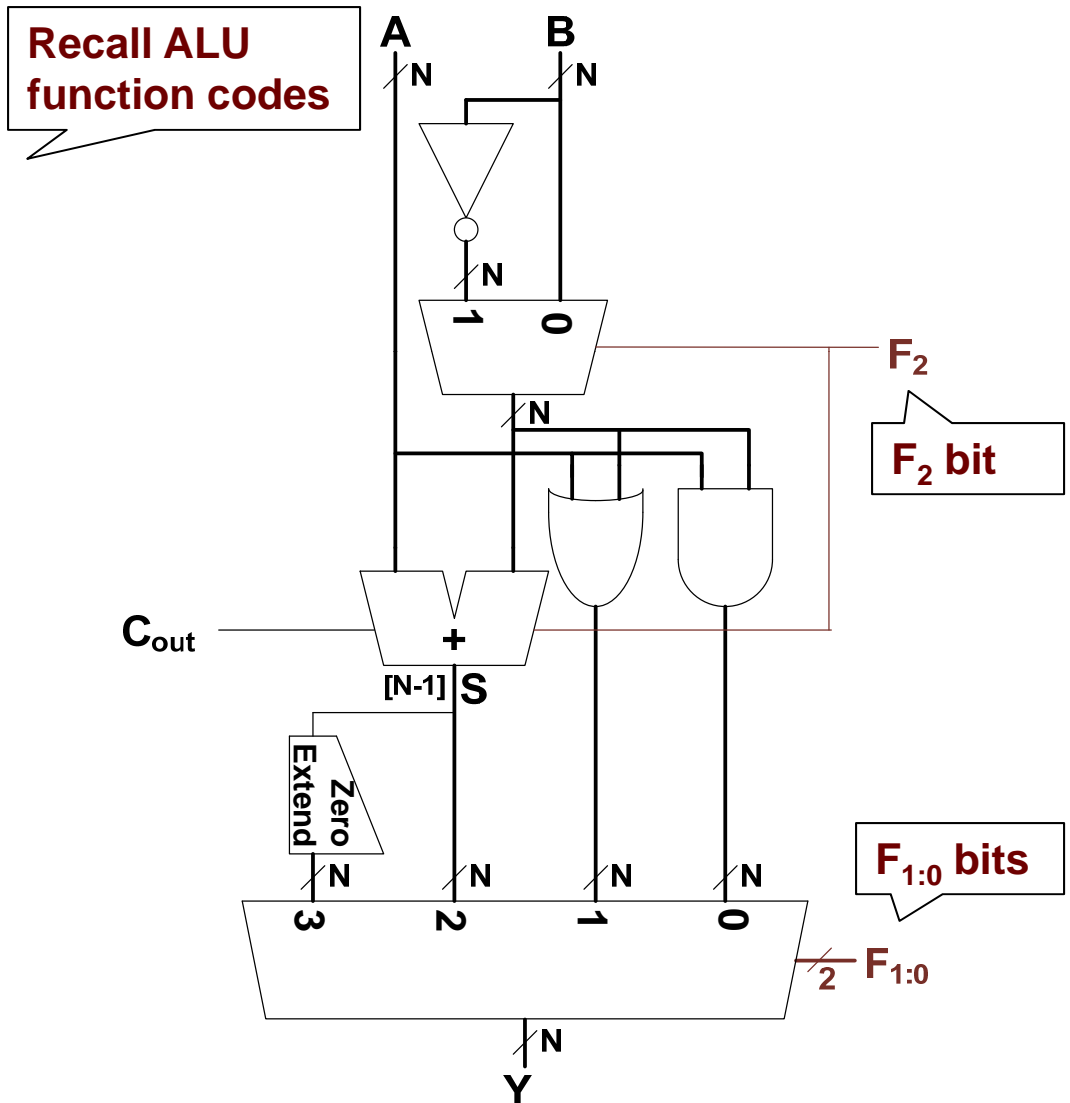 Recall ALU
function codes
A
B
N
N
N
1
0
F₂
N
F₂ bit
Cout
+
[N-1] S
Zero
Extend
N
N
N
N
F₁:₀ bits
3
2
1
0
2
F₁:₀
N
Y